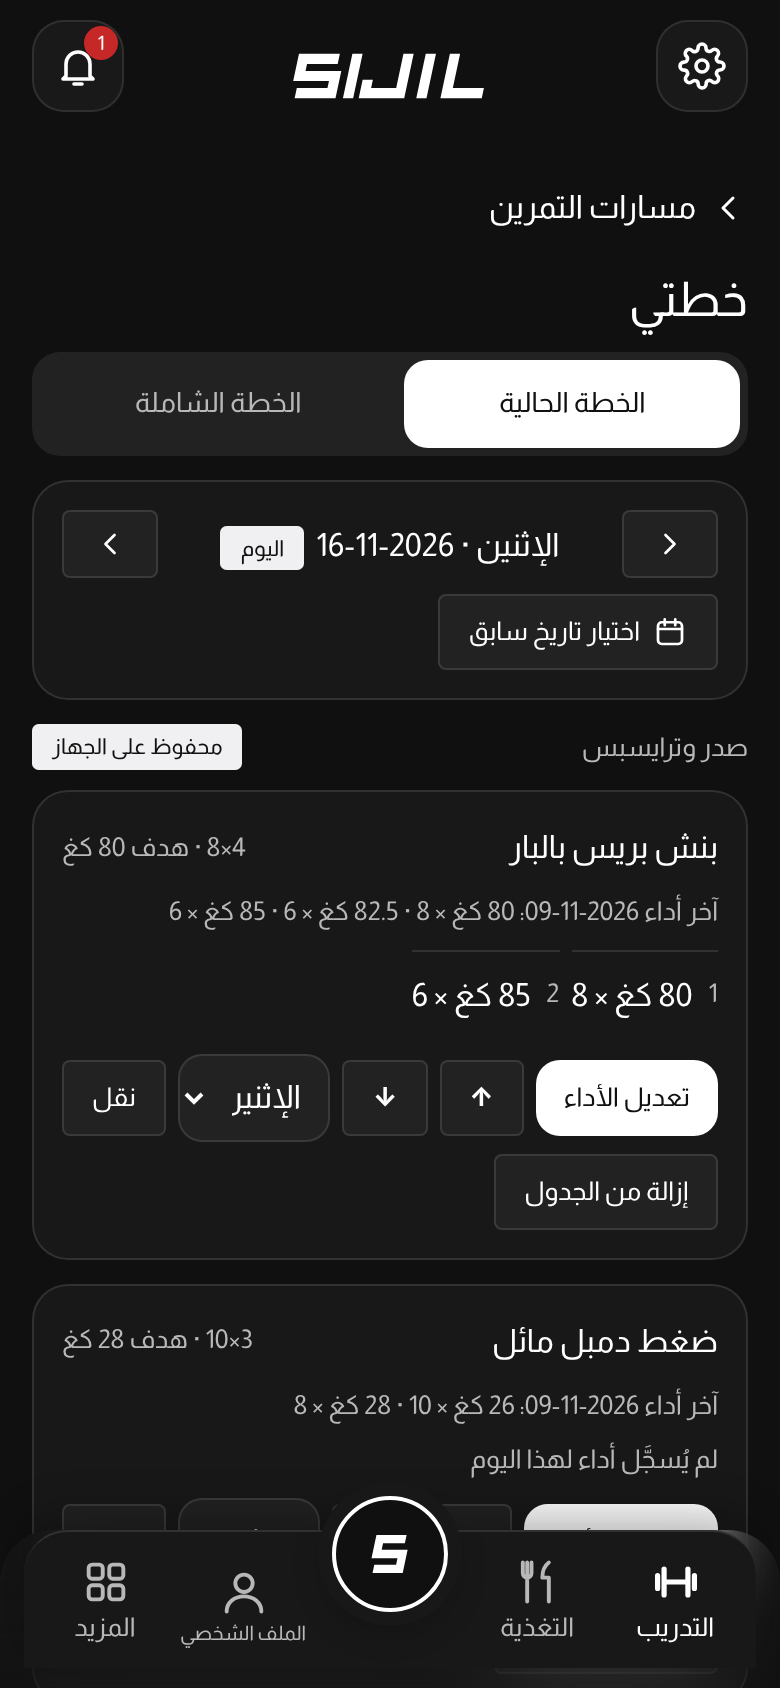 SIJIL
1
مسارات التمرين
خطتي
الخطة الحالية
الخطة الشاملة
الإثنين · 2026-11-16 اليوم
اختيار تاريخ سابق
صدر وترايسبس
محفوظ على الجهاز
بنش بريس بالبار
4×8 · هدف 80 كغ
آخر أداء 2026-11-09: 80 كغ × 8 · 82.5 كغ × 6 · 85 كغ × 6
1 80 كغ × 8 2 85 كغ × 6
تعديل الأداء
الإثنين
نقل
إزالة من الجدول
ضغط دمبل مائل
3×10 · هدف 28 كغ
آخر أداء 2026-11-09: 26 كغ × 10 · 28 كغ × 8
لم يُسجَّل أداء لهذا اليوم
التدريب
التغذية
S
الملف الشخصي
المزيد